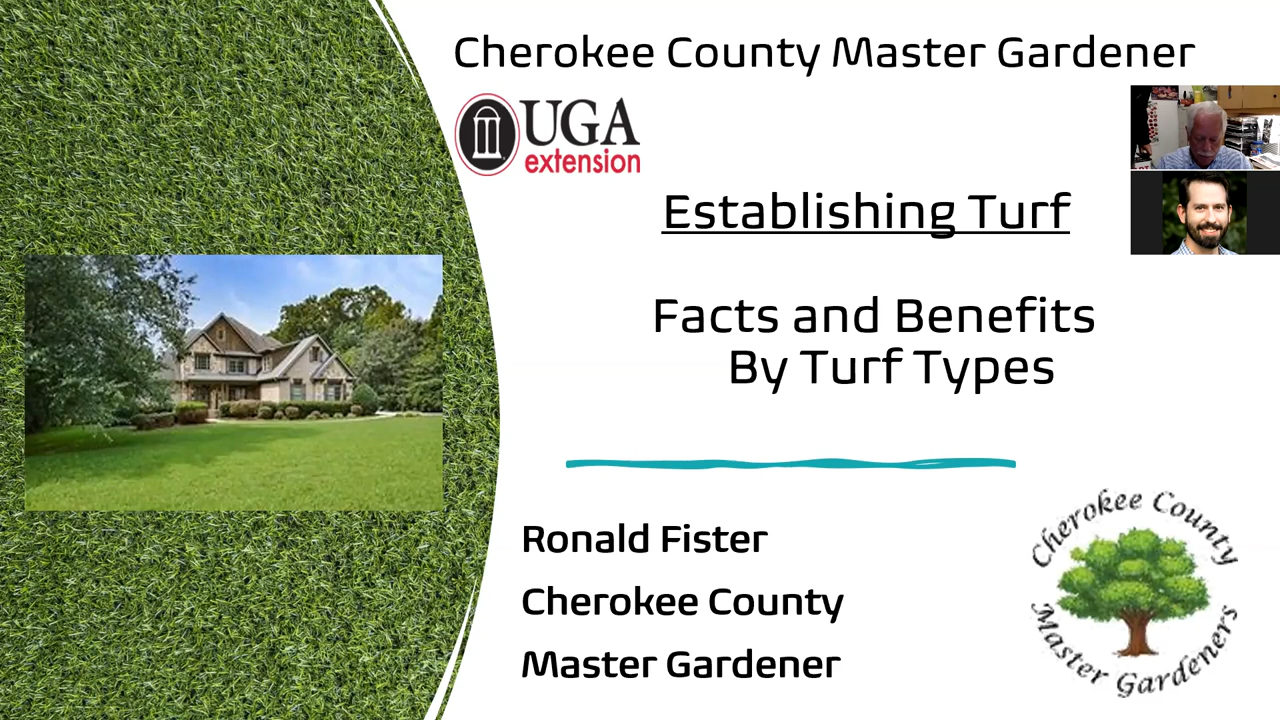 Cherokee County Master Gardener
UGA
extension
Establishing Turf
Facts and Benefits
By Turf Types
Ronald Fister
Cherokee County
Master Gardener
Cherokee County
Master Gardeners